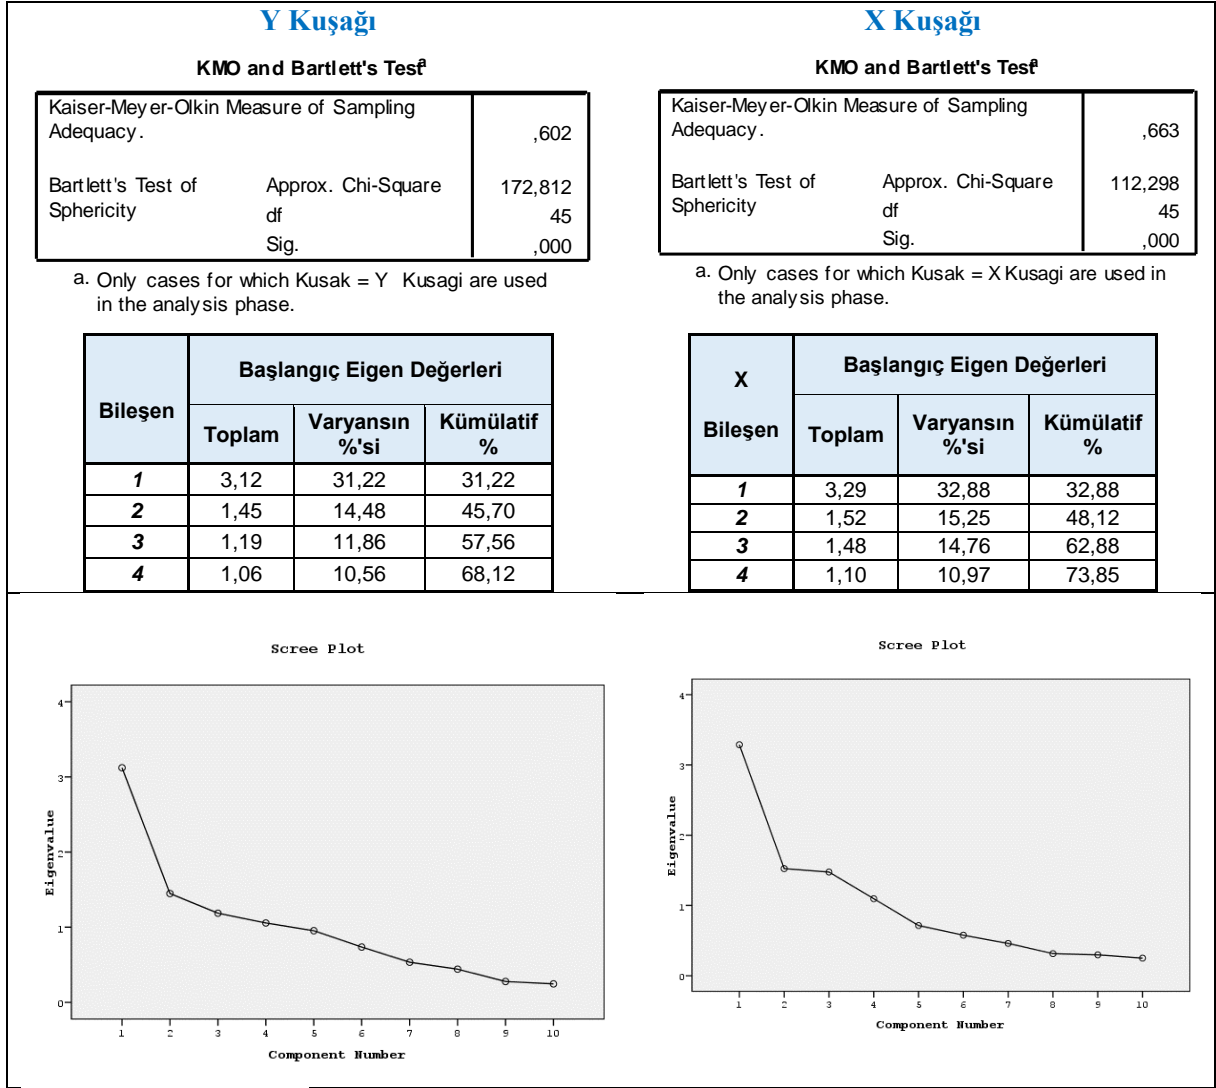 Y Kuşağı
KMO and Bartlett's Testa
Kaiser-Meyer-Olkin Measure of Sampling
Adequacy. ,602
Bartlett's Test of Approx. Chi-Square 172,812
Sphericity df 45
Sig. ,000
a. Only cases for which Kusak = Y Kusagi are used
in the analysis phase.
Başlangıç Eigen Değerleri
Bileşen Toplam Varyansın %'si Kümülatif %
1 3,12 31,22 31,22
2 1,45 14,48 45,70
3 1,19 11,86 57,56
4 1,06 10,56 68,12
X Kuşağı
KMO and Bartlett's Testa
Kaiser-Meyer-Olkin Measure of Sampling
Adequacy. ,663
Bartlett's Test of Approx. Chi-Square 112,298
Sphericity df 45
Sig. ,000
a. Only cases for which Kusak = X Kusagi are used in
the analysis phase.
X Başlangıç Eigen Değerleri
Bileşen Toplam Varyansın %'si Kümülatif %
1 3,29 32,88 32,88
2 1,52 15,25 48,12
3 1,48 14,76 62,88
4 1,10 10,97 73,85
Scree Plot
4
3
2
1
0
Eigenvalue
1 2 3 4 5 6 7 8 9 10
Component Number
Scree Plot
4
3
2
1
0
Eigenvalue
1 2 3 4 5 6 7 8 9 10
Component Number